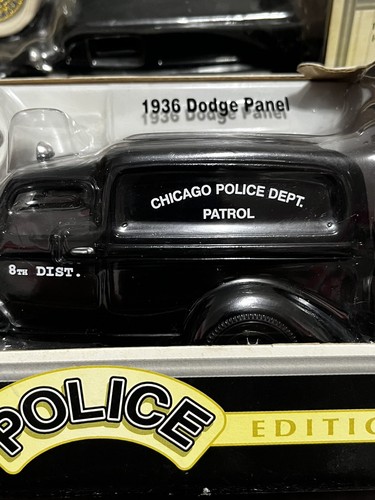 1936 Dodge Panel
CHICAGO POLICE DEPT.
PATROL
8TH DIST.
POLICE
EDITIO